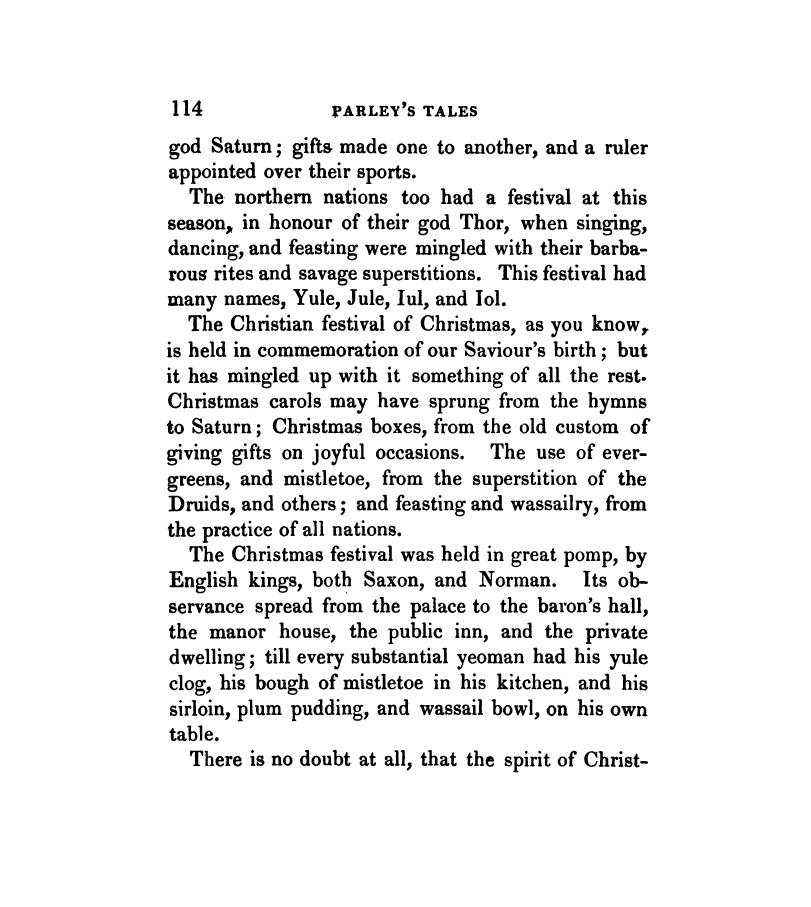 114 PARLEY'S TALES
god Saturn; gifts made one to another, and a ruler
appointed over their sports.
The northern nations too had a festival at this
season, in honour of their god Thor, when singing,
dancing, and feasting were mingled with their barba-
rous rites and savage superstitions. This festival had
many names, Yule, Jule, Iul, and Iol.
The Christian festival of Christmas, as you know,
is held in commemoration of our Saviour's birth; but
it has mingled up with it something of all the rest.
Christmas carols may have sprung from the hymns
to Saturn; Christmas boxes, from the old custom of
giving gifts on joyful occasions. The use of ever-
greens, and mistletoe, from the superstition of the
Druids, and others; and feasting and wassailry, from
the practice of all nations.
The Christmas festival was held in great pomp, by
English kings, both Saxon, and Norman. Its ob-
servance spread from the palace to the baron's hall,
the manor house, the public inn, and the private
dwelling; till every substantial yeoman had his yule
clog, his bough of mistletoe in his kitchen, and his
sirloin, plum pudding, and wassail bowl, on his own
table.
There is no doubt at all, that the spirit of Christ-